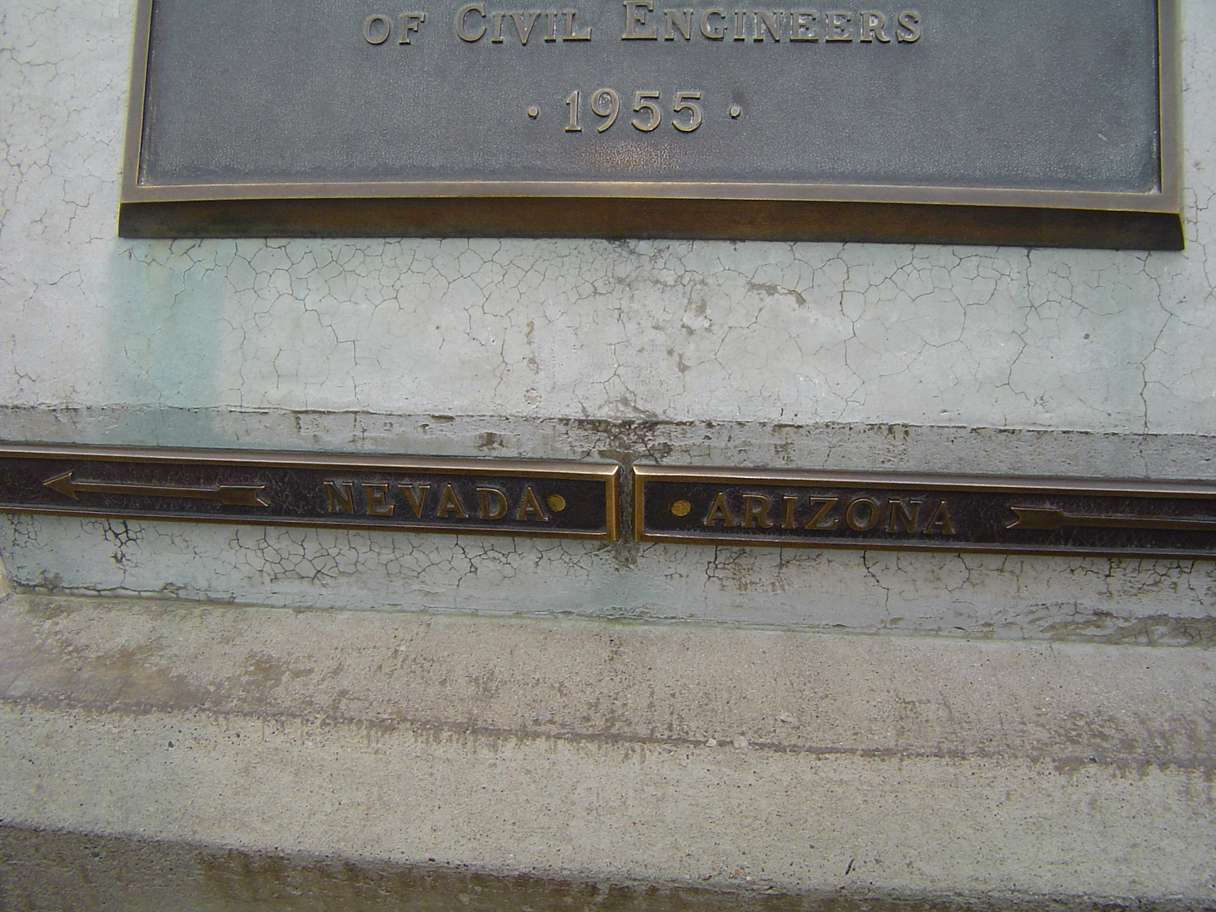 OF CIVIL ENGINEERS
· 1955 ·
NEVADA · · ARIZONA